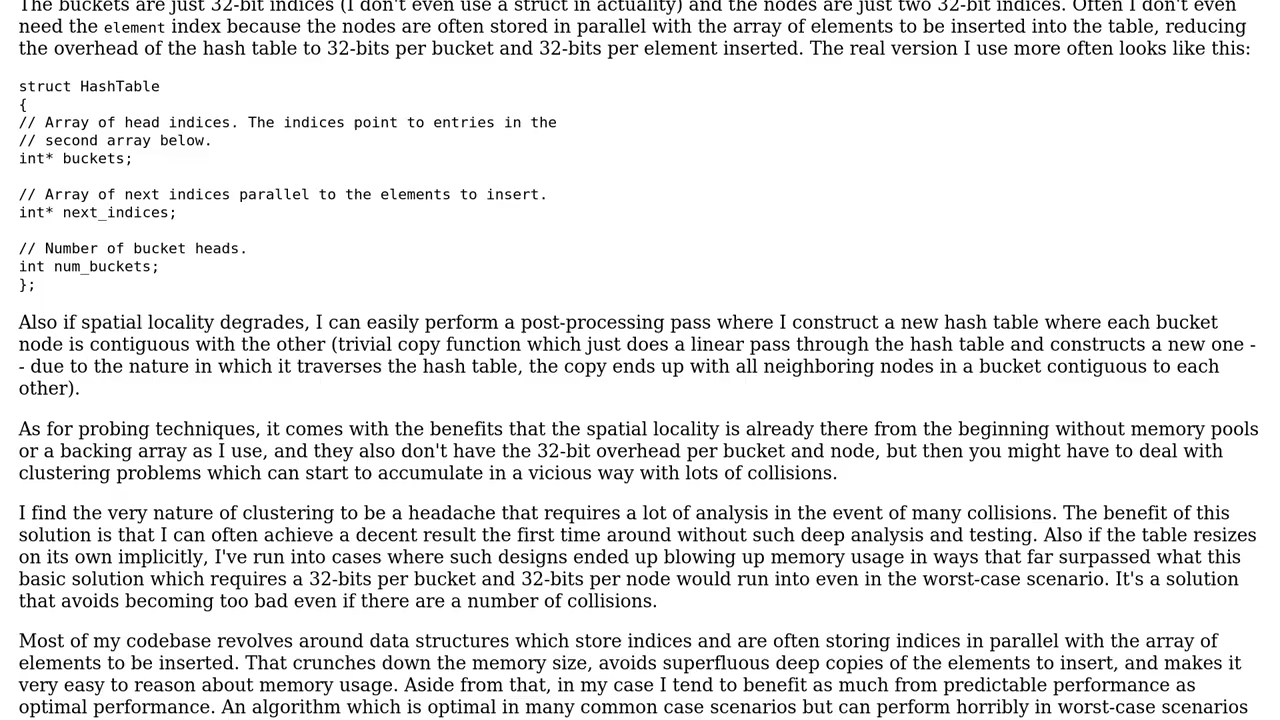 The buckets are just 32-bit indices (I don't even use a struct in actuality) and the nodes are just two 32-bit indices. Often I don't even
need the element index because the nodes are often stored in parallel with the array of elements to be inserted into the table, reducing
the overhead of the hash table to 32-bits per bucket and 32-bits per element inserted. The real version I use more often looks like this:
struct HashTable
{
// Array of head indices. The indices point to entries in the
// second array below.
int* buckets;
// Array of next indices parallel to the elements to insert.
int* next_indices;
// Number of bucket heads.
int num_buckets;
};
Also if spatial locality degrades, I can easily perform a post-processing pass where I construct a new hash table where each bucket
node is contiguous with the other (trivial copy function which just does a linear pass through the hash table and constructs a new one -
- due to the nature in which it traverses the hash table, the copy ends up with all neighboring nodes in a bucket contiguous to each
other).
As for probing techniques, it comes with the benefits that the spatial locality is already there from the beginning without memory pools
or a backing array as I use, and they also don't have the 32-bit overhead per bucket and node, but then you might have to deal with
clustering problems which can start to accumulate in a vicious way with lots of collisions.
I find the very nature of clustering to be a headache that requires a lot of analysis in the event of many collisions. The benefit of this
solution is that I can often achieve a decent result the first time around without such deep analysis and testing. Also if the table resizes
on its own implicitly, I've run into cases where such designs ended up blowing up memory usage in ways that far surpassed what this
basic solution which requires a 32-bits per bucket and 32-bits per node would run into even in the worst-case scenario. It's a solution
that avoids becoming too bad even if there are a number of collisions.
Most of my codebase revolves around data structures which store indices and are often storing indices in parallel with the array of
elements to be inserted. That crunches down the memory size, avoids superfluous deep copies of the elements to insert, and makes it
very easy to reason about memory usage. Aside from that, in my case I tend to benefit as much from predictable performance as
optimal performance. An algorithm which is optimal in many common case scenarios but can perform horribly in worst-case scenarios